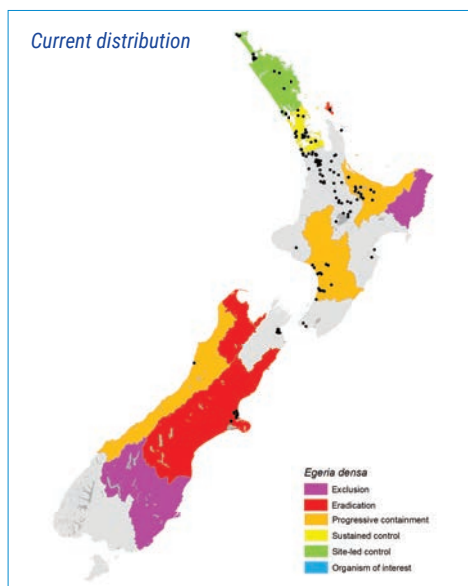 Current distribution
Egeria densa
Exclusion
Eradication
Progressive containment
Sustained control
Site-led control
Organism of interest